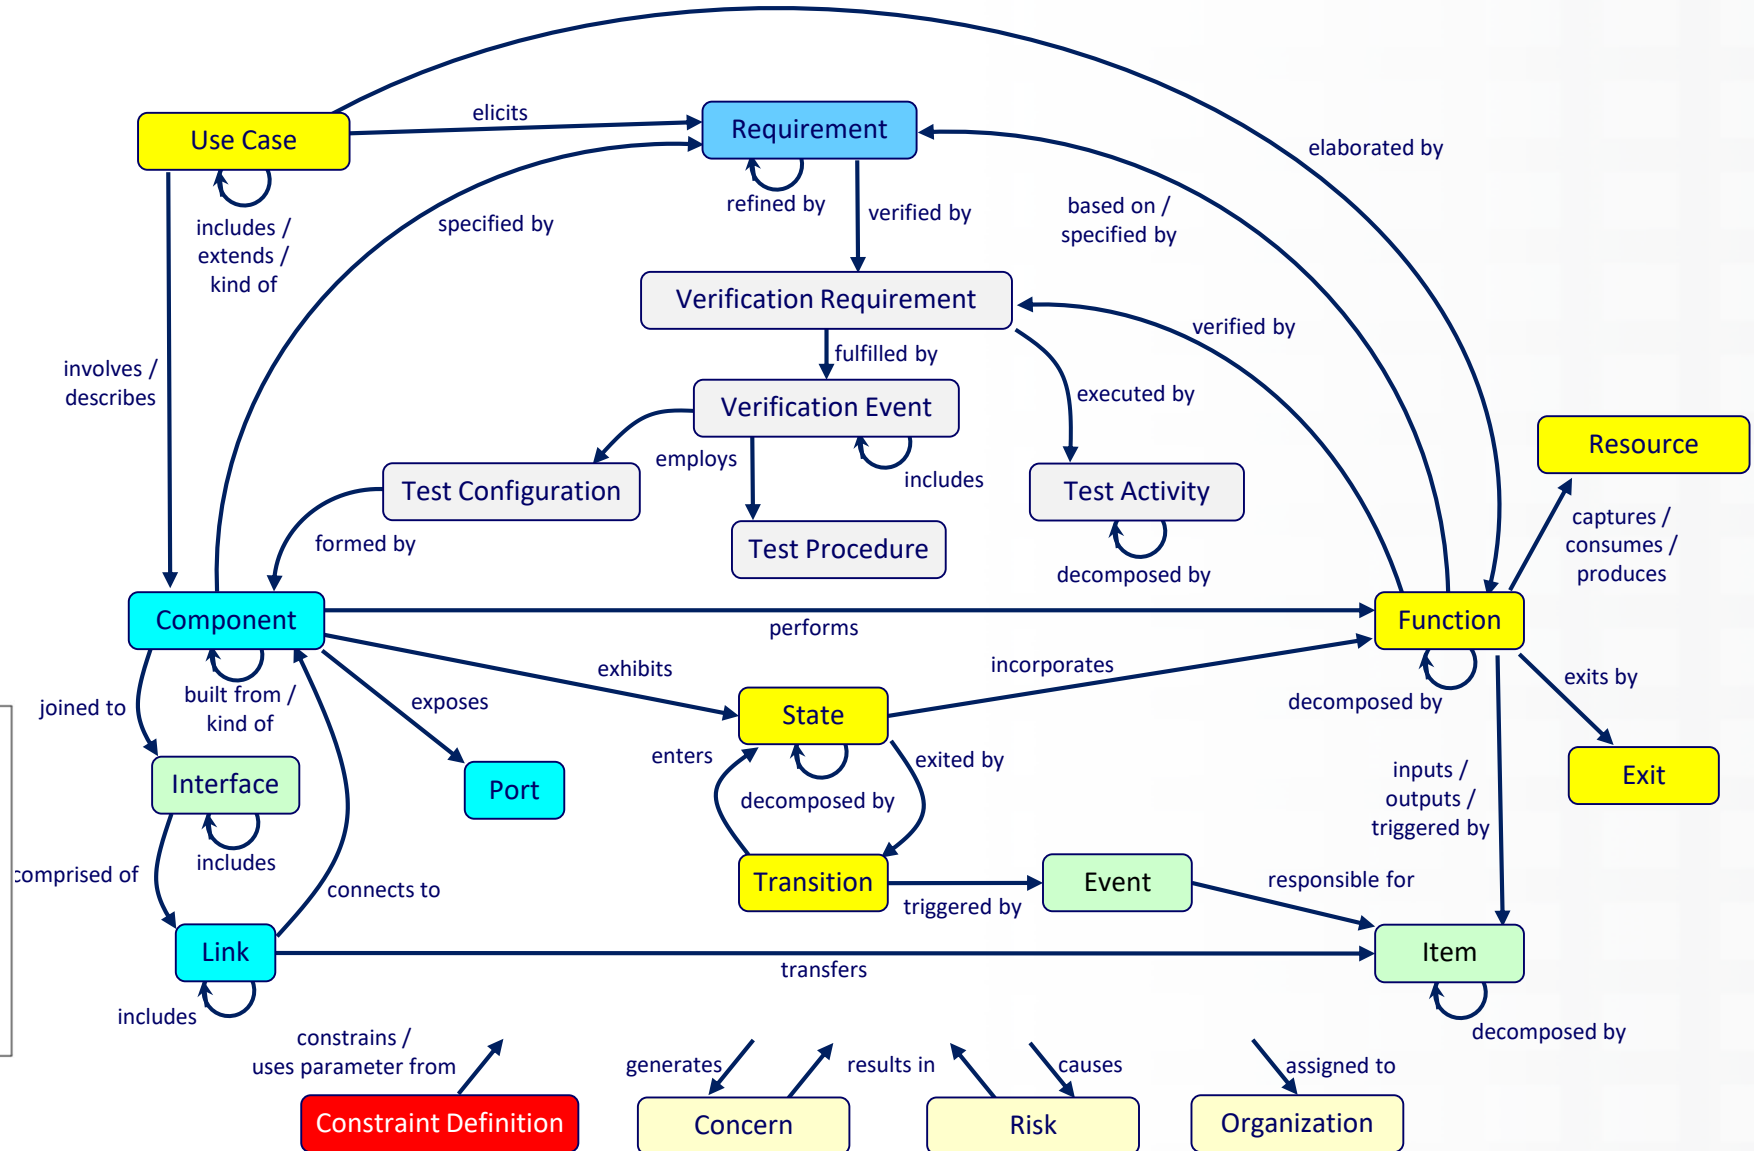 elicits
Requirement
Use Case
elaborated by
refined by
verified by
based on /
specified by
specified by
includes /
extends /
kind of
Verification Requirement
verified by
fulfilled by
involves /
describes
executed by
Verification Event
employs
includes
Resource
Test Configuration
Test Activity
captures /
consumes /
produces
formed by
Test Procedure
decomposed by
Component
performs
Function
exhibits
incorporates
exits by
built from /
kind of
joined to
exposes
decomposed by
State
enters
exited by
Interface
Port
decomposed by
inputs /
outputs /
triggered by
Exit
includes
comprised of
connects to
Transition
triggered by
Event
responsible for
Link
transfers
Item
includes
decomposed by
constrains /
uses parameter from
generates
results in
causes
assigned to
Constraint Definition
Concern
Risk
Organization